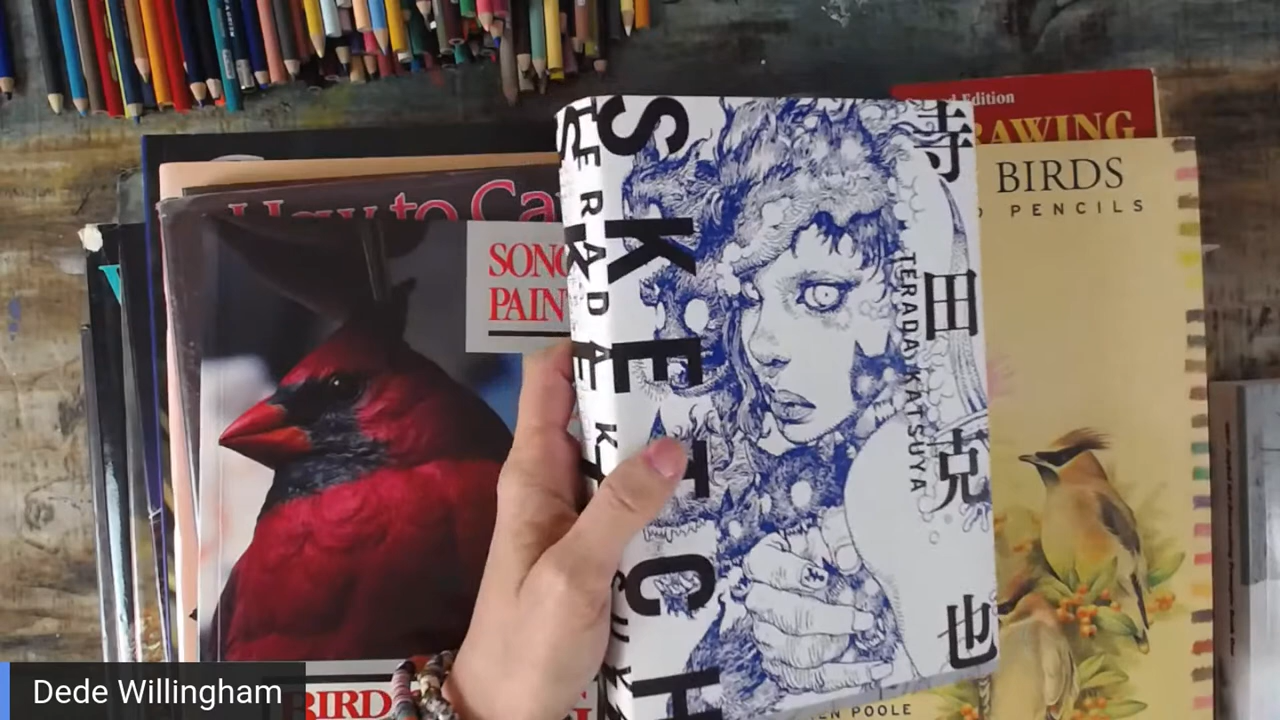 d Edition
RAWING
BIRDS
PENCILS
How to Ca
SONG
PAIN
TERADA K
SKETCH
寺田克也
TERADA KATSUYA
BIRD
EN POOLE
Dede Willingham